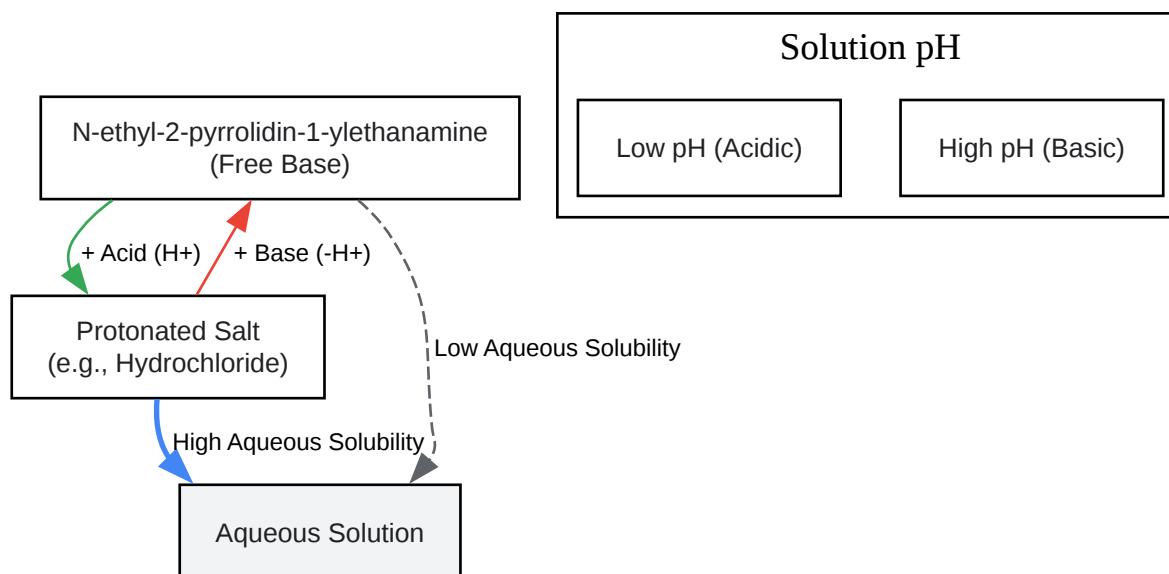 Solution pH
N-ethyl-2-pyrrolidin-1-ylethanamine
(Free Base)
Low pH (Acidic)
High pH (Basic)
+ Acid (H+)
+ Base (-H+)
Protonated Salt
(e.g., Hydrochloride)
Low Aqueous Solubility
High Aqueous Solubility
Aqueous Solution